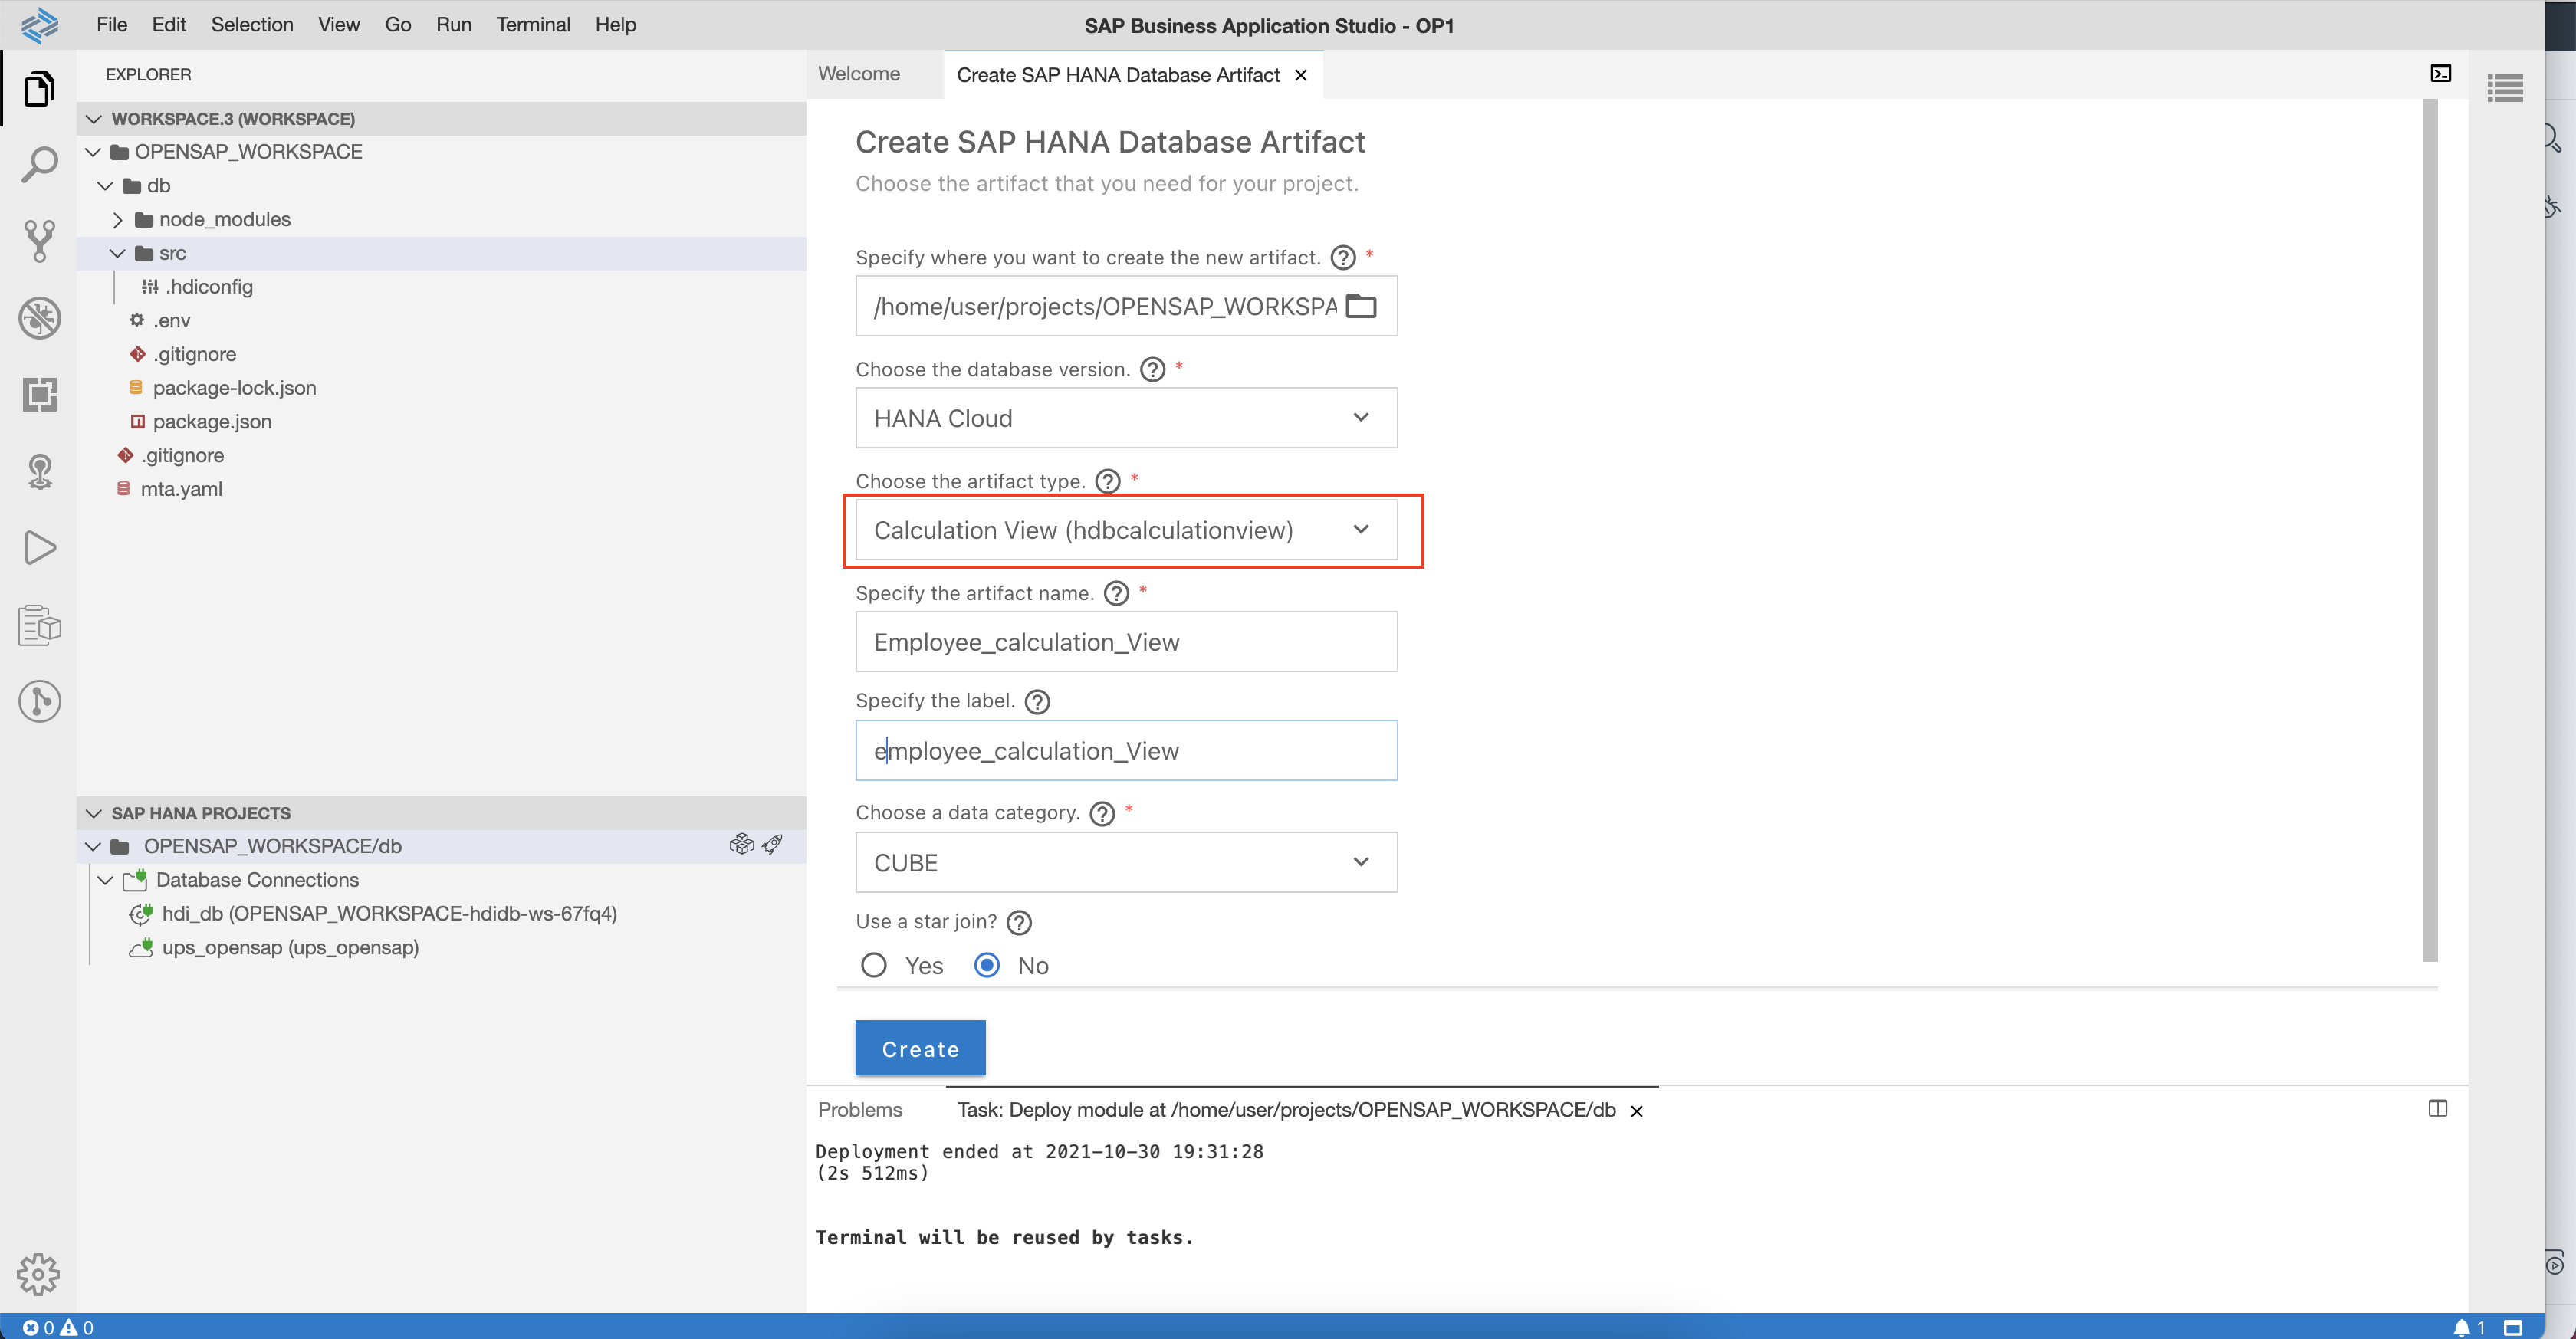 File Edit Selection View Go Run Terminal Help
SAP Business Application Studio - OP1
EXPLORER
WORKSPACE.3 (WORKSPACE)
OPENSAP_WORKSPACE
db
node_modules
src
.hdiconfig
.env
.gitignore
package-lock.json
package.json
.gitignore
mta.yaml
SAP HANA PROJECTS
OPENSAP_WORKSPACE/db
Database Connections
hdi_db (OPENSAP_WORKSPACE-hdidb-ws-67fq4)
ups_opensap (ups_opensap)
Welcome
Create SAP HANA Database Artifact
Create SAP HANA Database Artifact
Choose the artifact that you need for your project.
Specify where you want to create the new artifact. *
/home/user/projects/OPENSAP_WORKSPA
Choose the database version. *
HANA Cloud
Choose the artifact type. *
Calculation View (hdbcalculationview)
Specify the artifact name. *
Employee_calculation_View
Specify the label.
employee_calculation_View
Choose a data category. *
CUBE
Use a star join?
Yes No
Create
Problems
Task: Deploy module at /home/user/projects/OPENSAP_WORKSPACE/db
Deployment ended at 2021-10-30 19:31:28
(2s 512ms)
Terminal will be reused by tasks.
0 0
1